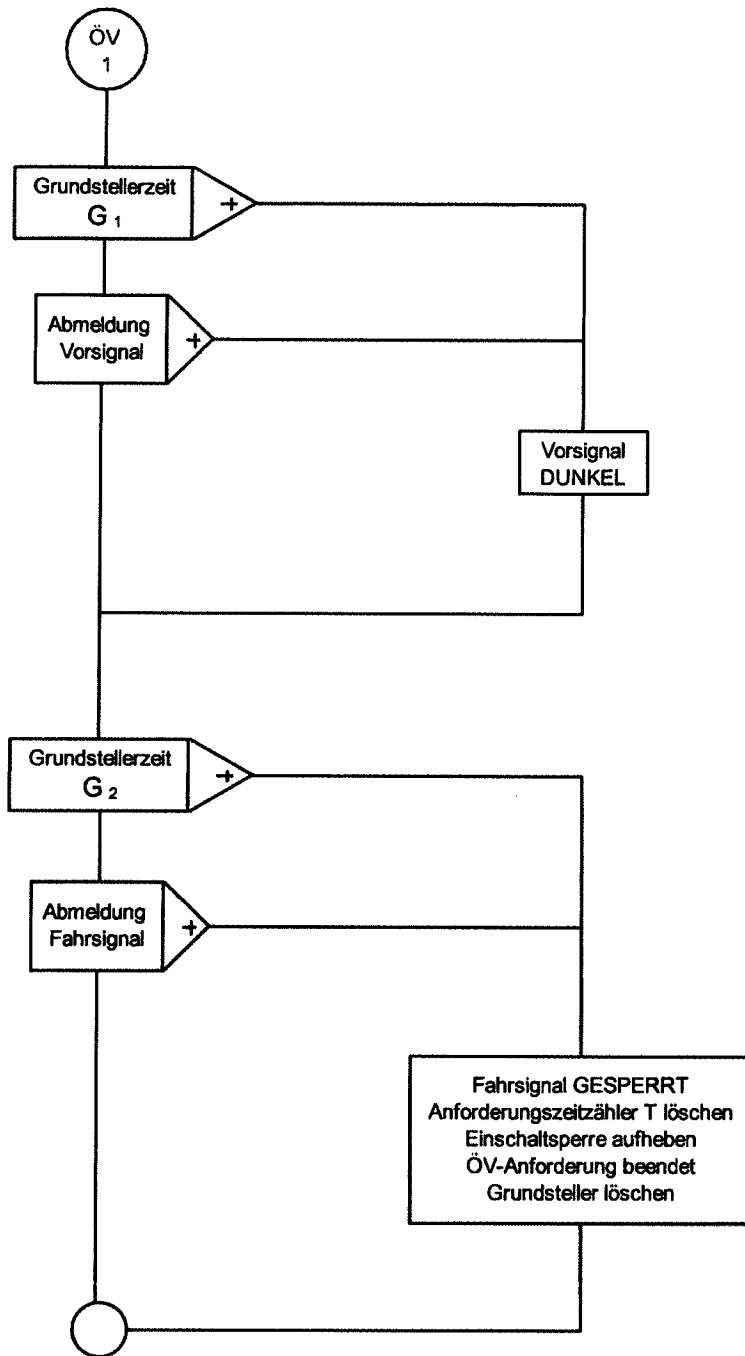 ÖV
1
Grundstellerzeit
G 1
+
Abmeldung
Vorsignal
+
Vorsignal
DUNKEL
Grundstellerzeit
G 2
+
Abmeldung
Fahrsignal
+
Fahrsignal GESPERRT
Anforderungszeitzähler T löschen
Einschaltsperre aufheben
ÖV-Anforderung beendet
Grundsteller löschen